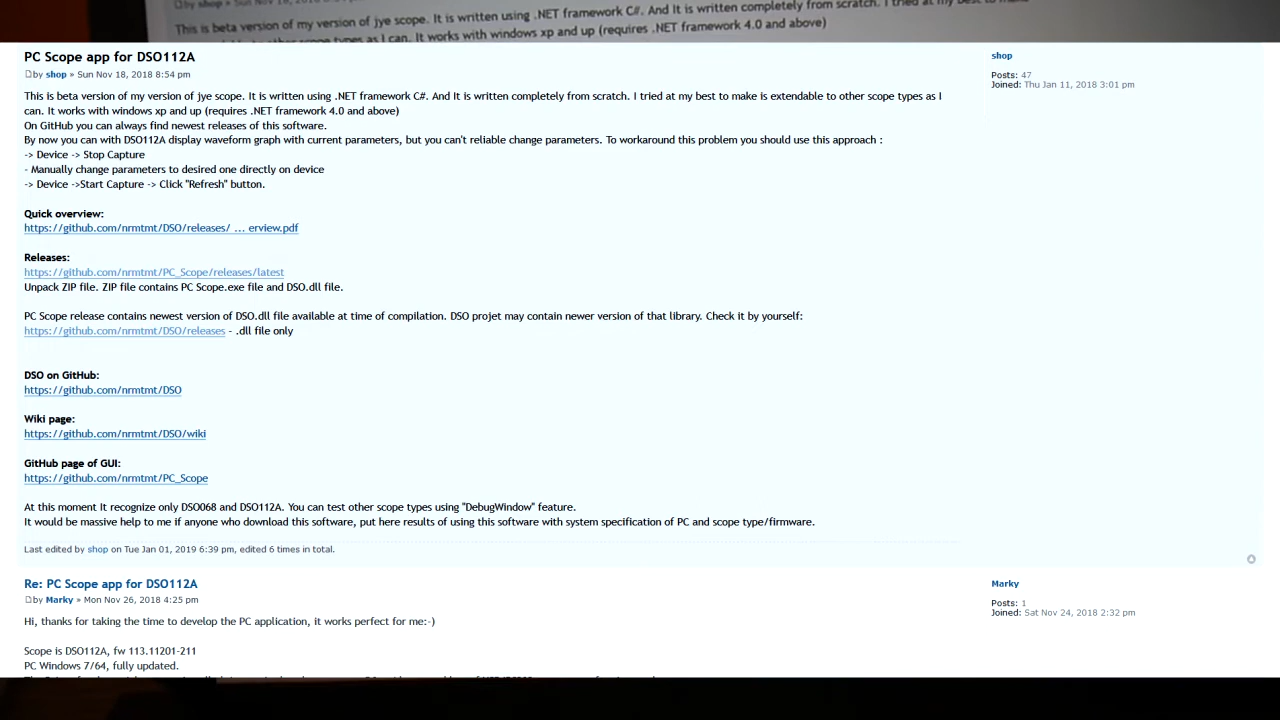 by shop » Sun Nov 18, 2018 8:54 pm
This is beta version of my version of jye scope. It is written using .NET framework C#. And It is written completely from scratch. I tried at my best to make
scope types as I can. It works with windows xp and up (requires .NET framework 4.0 and above)
PC Scope app for DSO112A
by shop » Sun Nov 18, 2018 8:54 pm
This is beta version of my version of jye scope. It is written using .NET framework C#. And It is written completely from scratch. I tried at my best to make is extendable to other scope types as I
can. It works with windows xp and up (requires .NET framework 4.0 and above)
On GitHub you can always find newest releases of this software.
By now you can with DSO112A display waveform graph with current parameters, but you can't reliable change parameters. To workaround this problem you should use this approach :
-> Device -> Stop Capture
- Manually change parameters to desired one directly on device
-> Device ->Start Capture -> Click "Refresh" button.
Quick overview:
https://github.com/nrmtmt/DSO/releases/ ... erview.pdf
Releases:
https://github.com/nrmtmt/PC_Scope/releases/latest
Unpack ZIP file. ZIP file contains PC Scope.exe file and DSO.dll file.
PC Scope release contains newest version of DSO.dll file available at time of compilation. DSO projet may contain newer version of that library. Check it by yourself:
https://github.com/nrmtmt/DSO/releases - .dll file only
DSO on GitHub:
https://github.com/nrmtmt/DSO
Wiki page:
https://github.com/nrmtmt/DSO/wiki
GitHub page of GUI:
https://github.com/nrmtmt/PC_Scope
At this moment It recognize only DSO068 and DSO112A. You can test other scope types using "DebugWindow" feature.
It would be massive help to me if anyone who download this software, put here results of using this software with system specification of PC and scope type/firmware.
Last edited by shop on Tue Jan 01, 2019 6:39 pm, edited 6 times in total.
shop
Posts: 47
Joined: Thu Jan 11, 2018 3:01 pm
Re: PC Scope app for DSO112A
by Marky » Mon Nov 26, 2018 4:25 pm
Hi, thanks for taking the time to develop the PC application, it works perfect for me:-)
Scope is DSO112A, fw 113.11201-211
PC Windows 7/64, fully updated.
Marky
Posts: 1
Joined: Sat Nov 24, 2018 2:32 pm